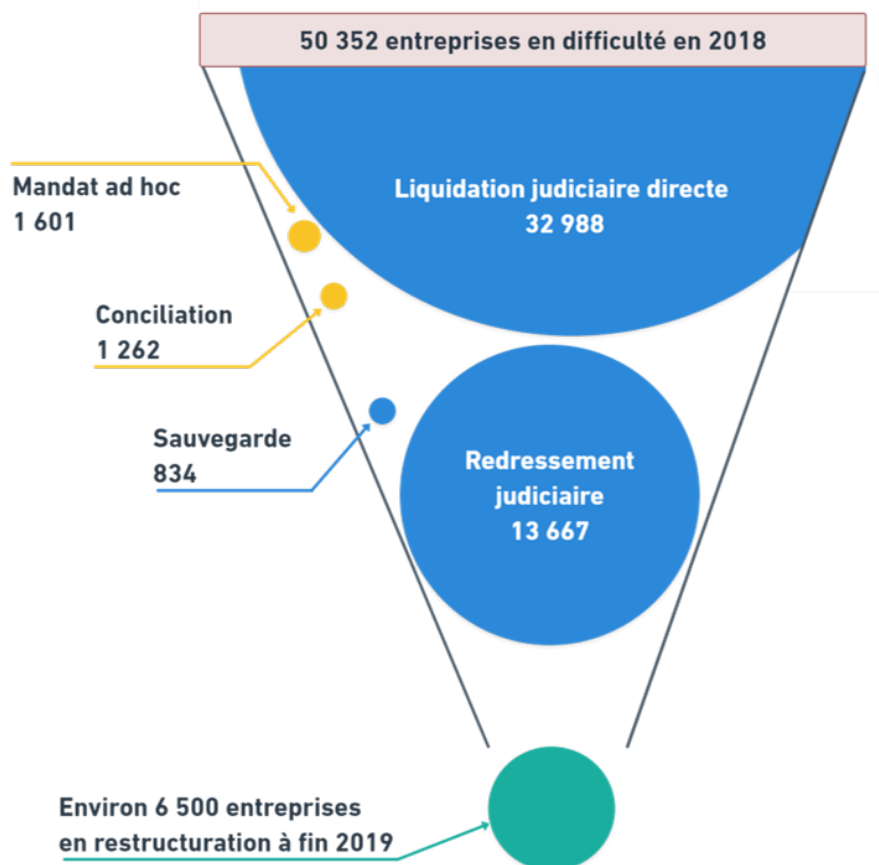 50 352 entreprises en difficulté en 2018
Mandat ad hoc
1 601
Liquidation judiciaire directe
32 988
Conciliation
1 262
Sauvegarde
834
Redressement
judiciaire
13 667
Environ 6 500 entreprises
en restructuration à fin 2019